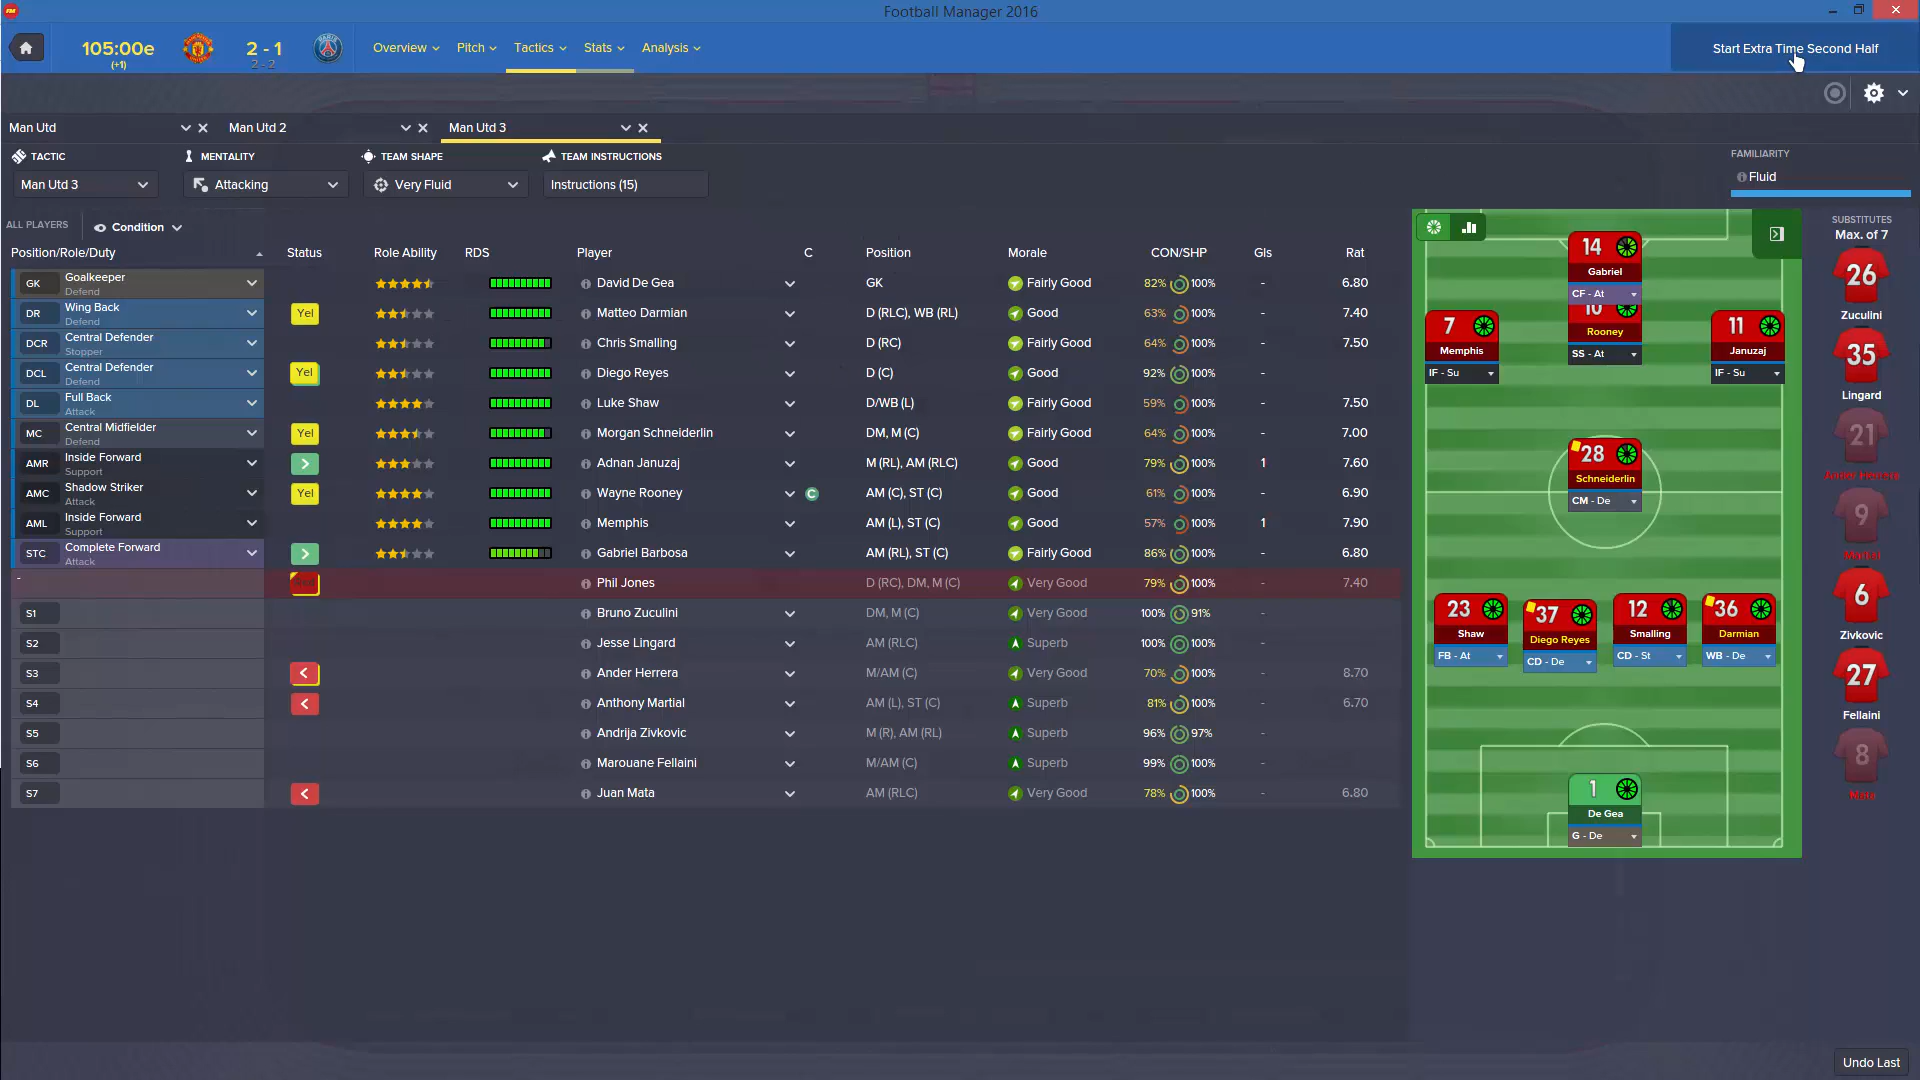 Football Manager 2016
105:00e
(+1)
2 - 1
2 - 2
Overview
Pitch
Tactics
Stats
Analysis
Start Extra Time Second Half
Man Utd
Man Utd 2
Man Utd 3
TACTIC
MENTALITY
TEAM SHAPE
TEAM INSTRUCTIONS
FAMILIARITY
Man Utd 3
Attacking
Very Fluid
Instructions (15)
Fluid
ALL PLAYERS
Condition
Position/Role/Duty Status Role Ability RDS Player C Position Morale CON/SHP Gls Rat
GK Goalkeeper Defend David De Gea GK Fairly Good 82% 100% - 6.80
DR Wing Back Defend Yel Matteo Darmian D (RLC), WB (RL) Good 63% 100% - 7.40
DCR Central Defender Stopper Chris Smalling D (RC) Fairly Good 64% 100% - 7.50
DCL Central Defender Defend Yel Diego Reyes D (C) Good 92% 100% -
DL Full Back Attack Luke Shaw D/WB (L) Fairly Good 59% 100% - 7.50
MC Central Midfielder Defend Yel Morgan Schneiderlin DM, M (C) Fairly Good 64% 100% - 7.00
AMR Inside Forward Support Adnan Januzaj M (RL), AM (RLC) Good 79% 100% 1 7.60
AMC Shadow Striker Attack Yel Wayne Rooney C AM (C), ST (C) Good 61% 100% - 6.90
AML Inside Forward Support Memphis AM (L), ST (C) Good 57% 100% 1 7.90
STC Complete Forward Attack Gabriel Barbosa AM (RL), ST (C) Fairly Good 86% 100% - 6.80
- Phil Jones D (RC), DM, M (C) Very Good 79% 100% - 7.40
S1 Bruno Zuculini DM, M (C) Very Good 100% 91% -
S2 Jesse Lingard AM (RLC) Superb 100% 100% -
S3 Ander Herrera M/AM (C) Very Good 70% 100% - 8.70
S4 Anthony Martial AM (L), ST (C) Superb 81% 100% - 6.70
S5 Andrija Zivkovic M (R), AM (RL) Superb 96% 97% -
S6 Marouane Fellaini M/AM (C) Superb 99% 100% -
S7 Juan Mata AM (RLC) Very Good 78% 100% - 6.80
14
Gabriel
CF - At
10
Rooney
SS - At
7
Memphis
IF - Su
11
Januzaj
IF - Su
28
Schneiderlin
CM - De
23
Shaw
FB - At
37
Diego Reyes
CD - De
12
Smalling
CD - St
36
Darmian
WB - De
1
De Gea
G - De
SUBSTITUTES
Max. of 7
26
Zuculini
35
Lingard
21
Ander Herrera
9
Martial
6
Zivkovic
27
Fellaini
8
Mata
Undo Last